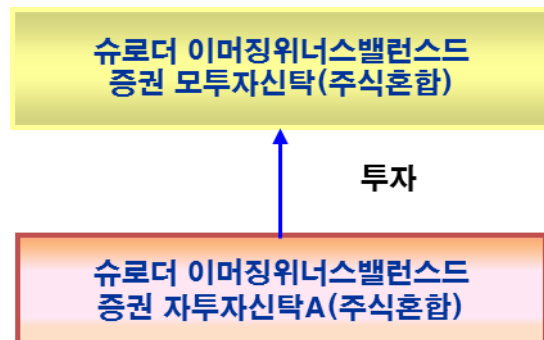 슈로더 이머징위너스밸런스드
증권 모투자신탁(주식혼합)
투자
슈로더 이머징위너스밸런스드
증권 자투자신탁A(주식혼합)